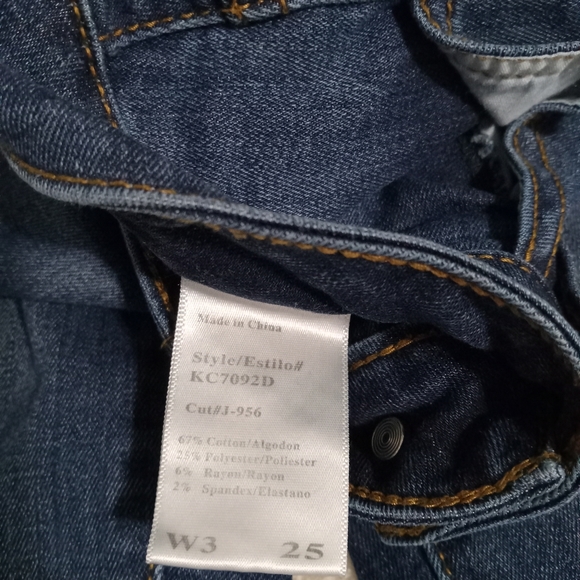 Made in China
Style/Estilo#
KC7092D
Cut#J-956
67% Cotton/Algodon
25% Polyester/Poliester
6% Rayon/Rayon
2% Spandex/Elastano
W3 25